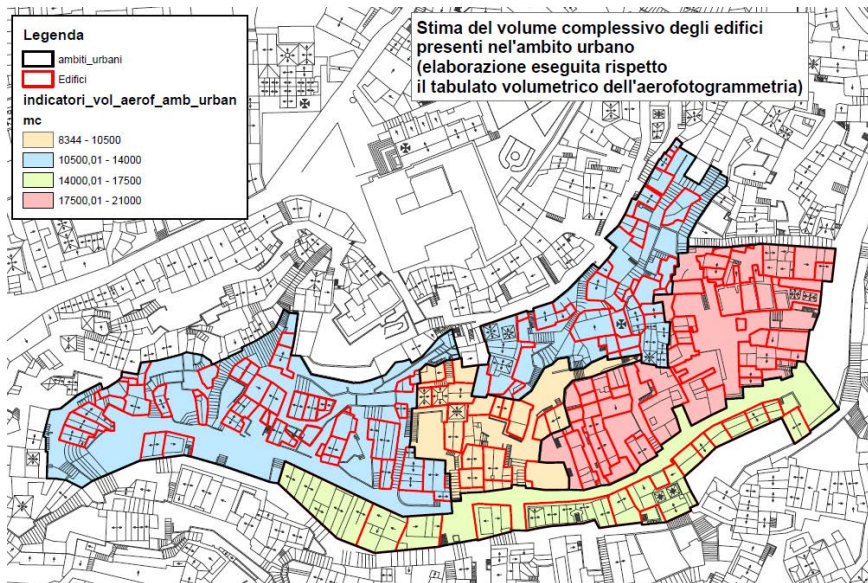 Stima del volume complessivo degli edifici
presenti nel'ambito urbano
(elaborazione eseguita rispetto
il tabulato volumetrico dell'aerofotogrammetria)
Legenda
ambiti_urbani
Edifici
indicatori_vol_aerof_amb_urban
mc
8344 - 10500
10500,01 - 14000
14000,01 - 17500
17500,01 - 21000